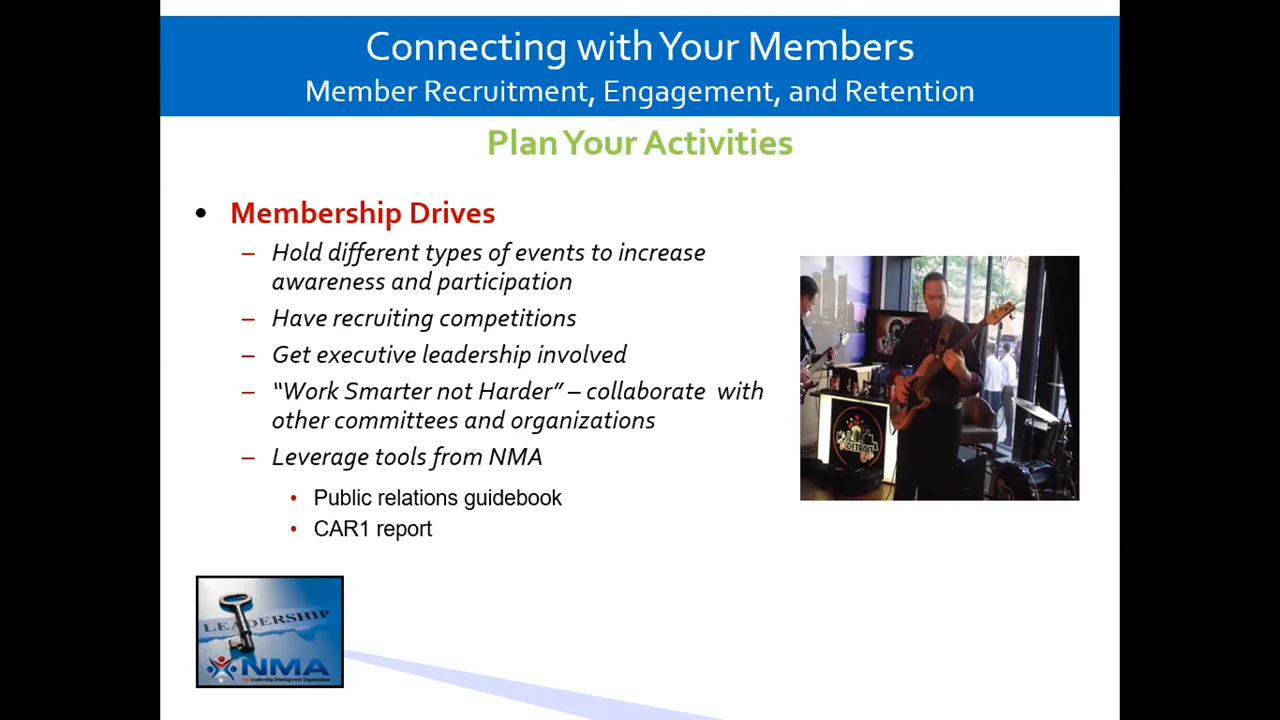 Connecting with Your Members
Member Recruitment, Engagement, and Retention
Plan Your Activities
• Membership Drives
– Hold different types of events to increase
awareness and participation
– Have recruiting competitions
– Get executive leadership involved
– “Work Smarter not Harder” – collaborate with
other committees and organizations
– Leverage tools from NMA
• Public relations guidebook
• CAR1 report
DETROIT
LEADERSHIP
NMA
THE Leadership Development Organization